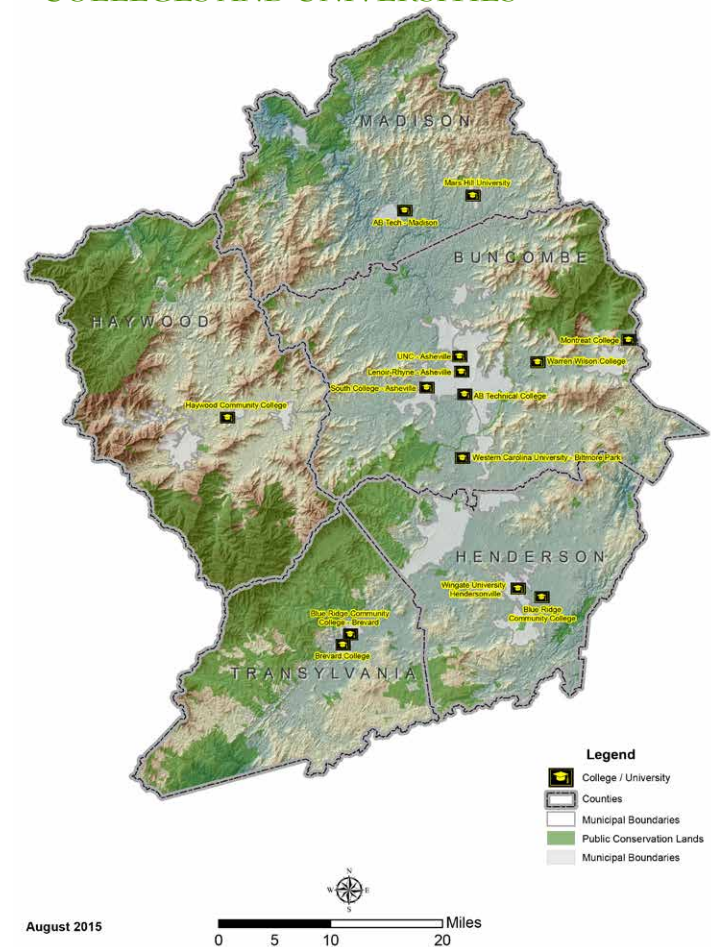 COLLEGES AND UNIVERSITIES
MADISON
Mars Hill University
AB Tech - Madison
BUNCOMBE
HAYWOOD
Montreat College
UNC - Asheville
Warren Wilson College
Lenoir-Rhyne - Asheville
South College - Asheville
AB Technical College
Haywood Community College
Western Carolina University - Biltmore Park
HENDERSON
Wingate University
Hendersonville
Blue Ridge
Community College
Blue Ridge Community
College - Brevard
Brevard College
TRANSYLVANIA
Legend
College / University
Counties
Municipal Boundaries
Public Conservation Lands
Municipal Boundaries
N
W E
S
August 2015
Miles
0 5 10 20